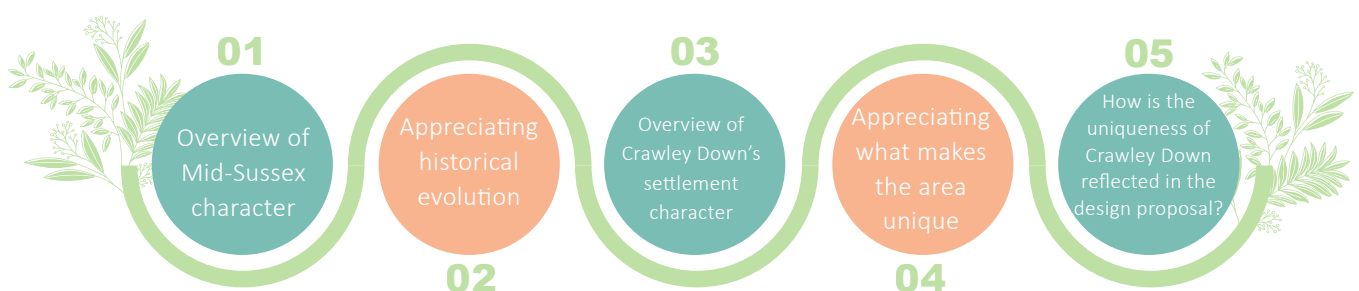 01
Overview of
Mid-Sussex
character
02
Appreciating
historical
evolution
03
Overview of
Crawley Down’s
settlement
character
04
Appreciating
what makes
the area
unique
05
How is the
uniqueness of
Crawley Down
reflected in the
design proposal?